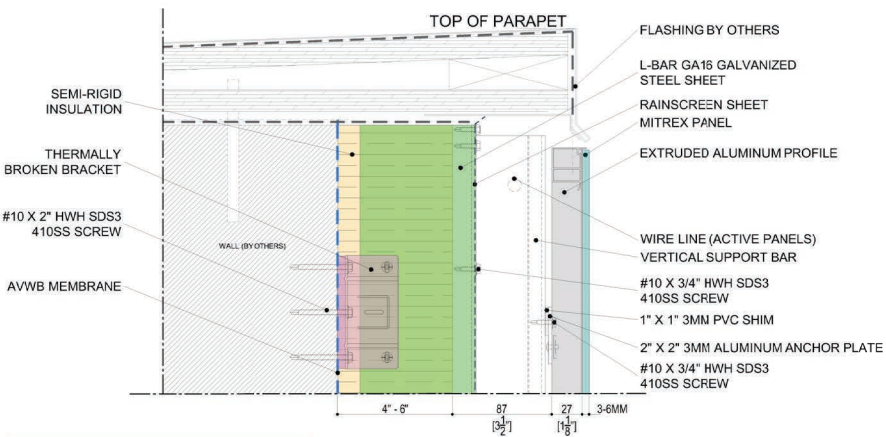 TOP OF PARAPET
SEMI-RIGID
INSULATION
THERMALLY
BROKEN BRACKET
#10 X 2" HWH SDS3
410SS SCREW
WALL (BY OTHERS)
AVWB MEMBRANE
FLASHING BY OTHERS
L-BAR GA16 GALVANIZED
STEEL SHEET
RAINSCREEN SHEET
MITREX PANEL
EXTRUDED ALUMINUM PROFILE
WIRE LINE (ACTIVE PANELS)
VERTICAL SUPPORT BAR
#10 X 3/4" HWH SDS3
410SS SCREW
1" X 1" 3MM PVC SHIM
2" X 2" 3MM ALUMINUM ANCHOR PLATE
#10 X 3/4" HWH SDS3
410SS SCREW
4" - 6" 87 27 3-6MM
[3 1/2"] [1 1/8"]